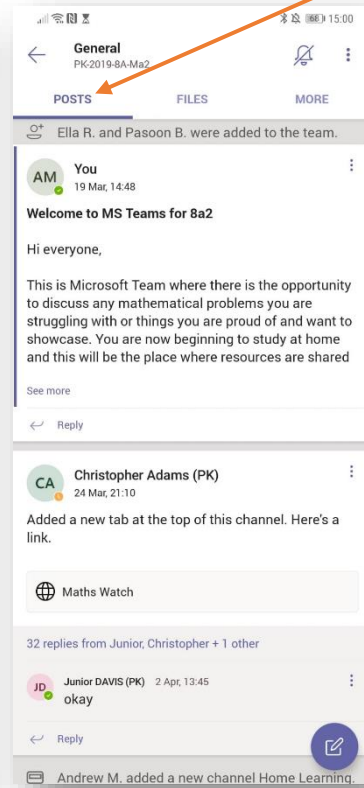 68 15:00
General
PK-2019-8A-Ma2
POSTS FILES MORE
Ella R. and Pasoon B. were added to the team.
AM You
19 Mar, 14:48
Welcome to MS Teams for 8a2
Hi everyone,
This is Microsoft Team where there is the opportunity
to discuss any mathematical problems you are
struggling with or things you are proud of and want to
showcase. You are now beginning to study at home
and this will be the place where resources are shared
See more
Reply
CA Christopher Adams (PK)
24 Mar, 21:10
Added a new tab at the top of this channel. Here's a
link.
Maths Watch
32 replies from Junior, Christopher + 1 other
JD Junior DAVIS (PK) 2 Apr, 13:45
okay
Reply
Andrew M. added a new channel Home Learning.